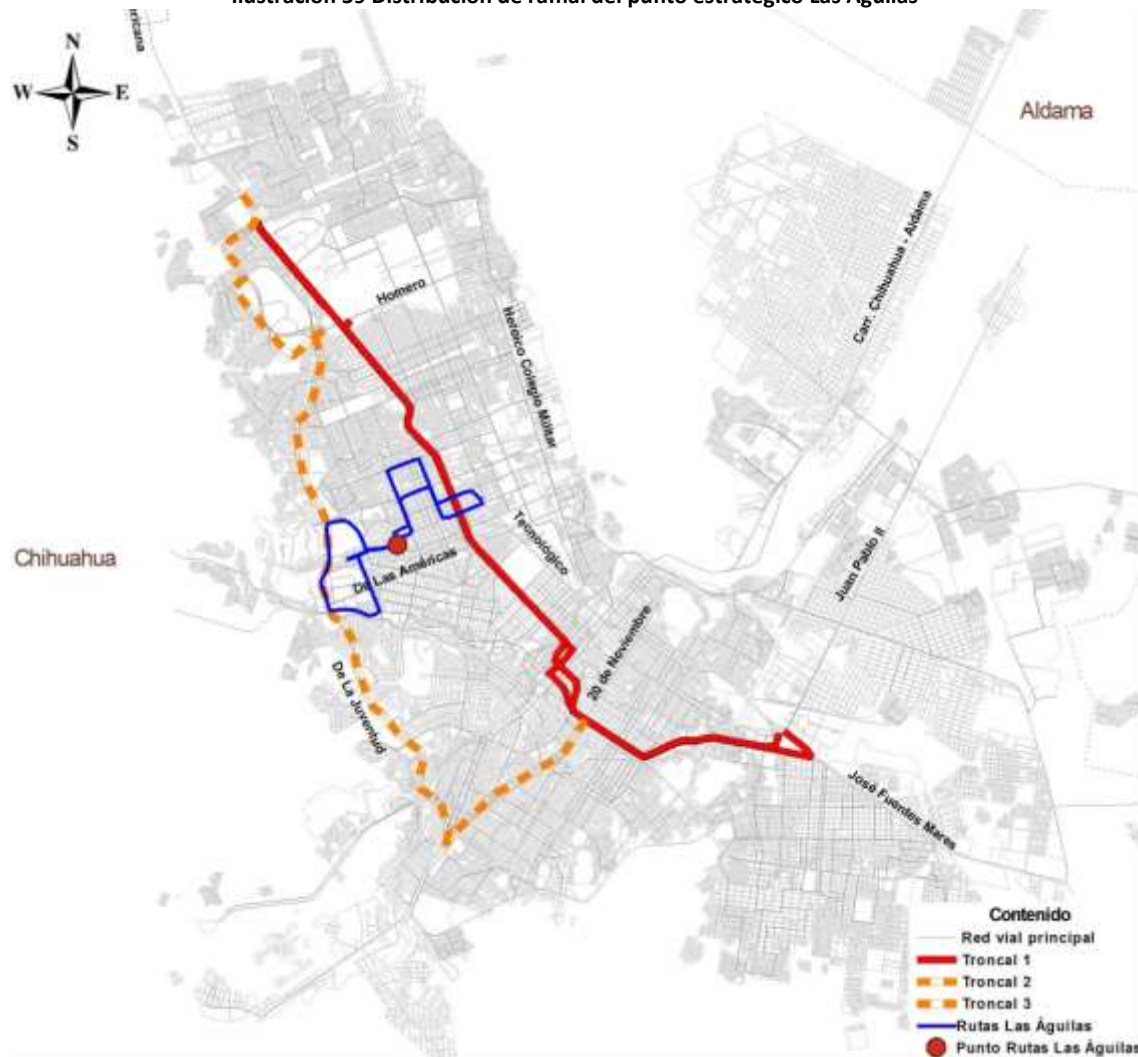 Ilustración 59 Distribución de ramal del punto estratégico Las Águilas
N
W E
S
Aldama
Carr. Chihuahua - Aldama
Homero
Heroico Colegio Militar
Tecnológico
Chihuahua
De Las Américas
Juan Pablo II
20 de Noviembre
De La Juventud
José Fuentes Mares
Contenido
Red vial principal
Troncal 1
Troncal 2
Troncal 3
Rutas Las Águilas
Punto Rutas Las Águilas